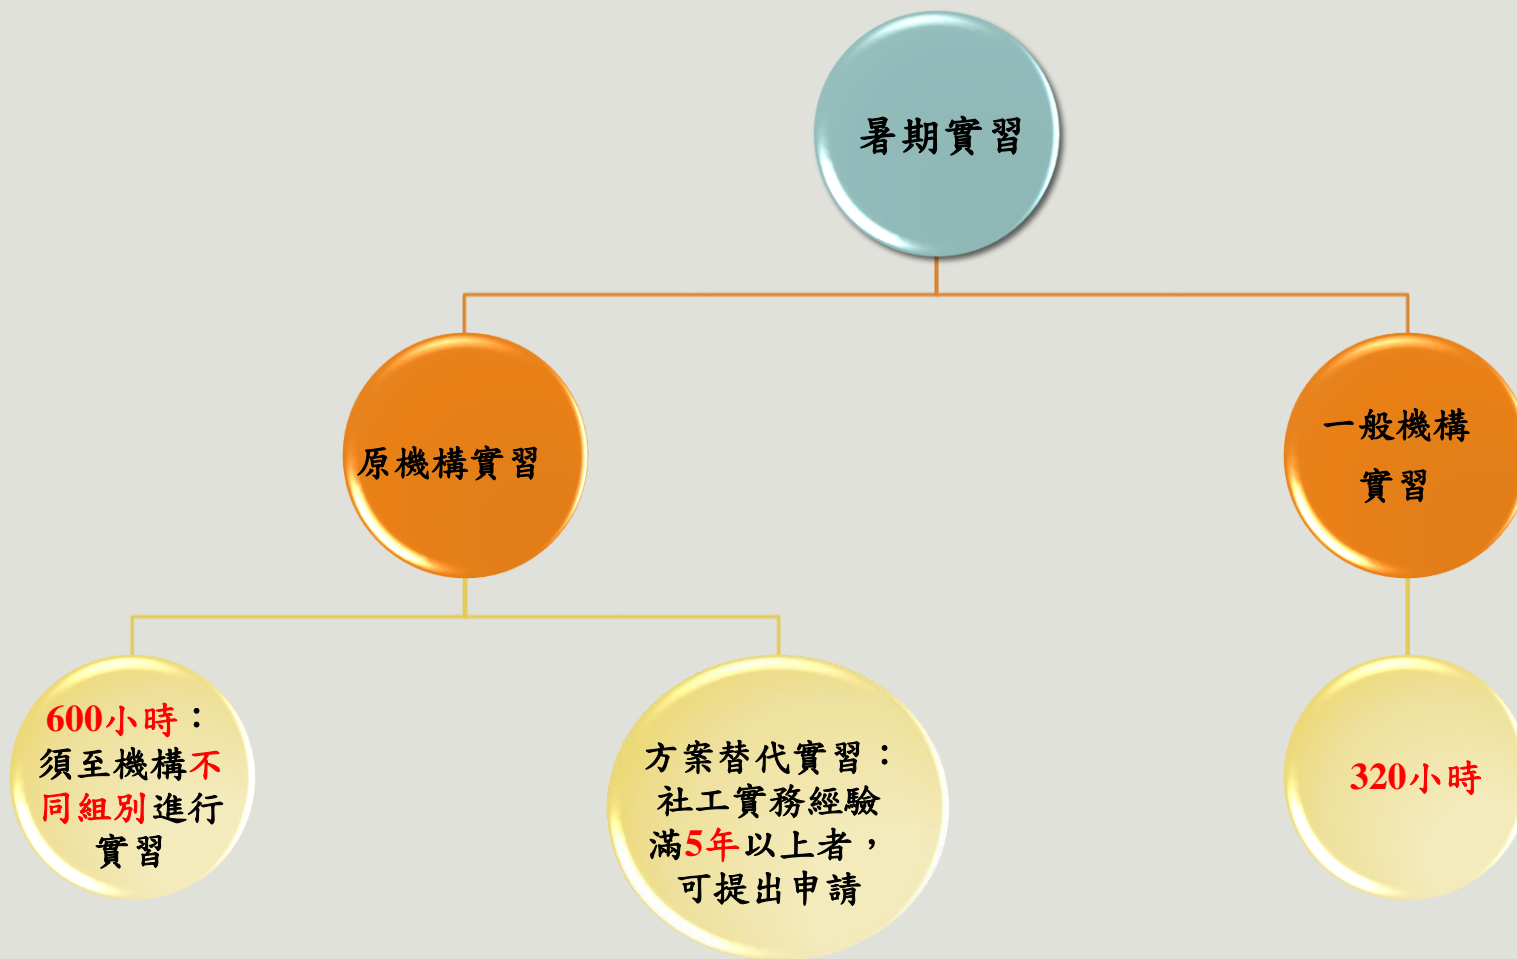 暑期實習
原機構實習
一般機構
實習
600小時：
須至機構不
同組別進行
實習
方案替代實習：
社工實務經驗
滿5年以上者，
可提出申請
320小時